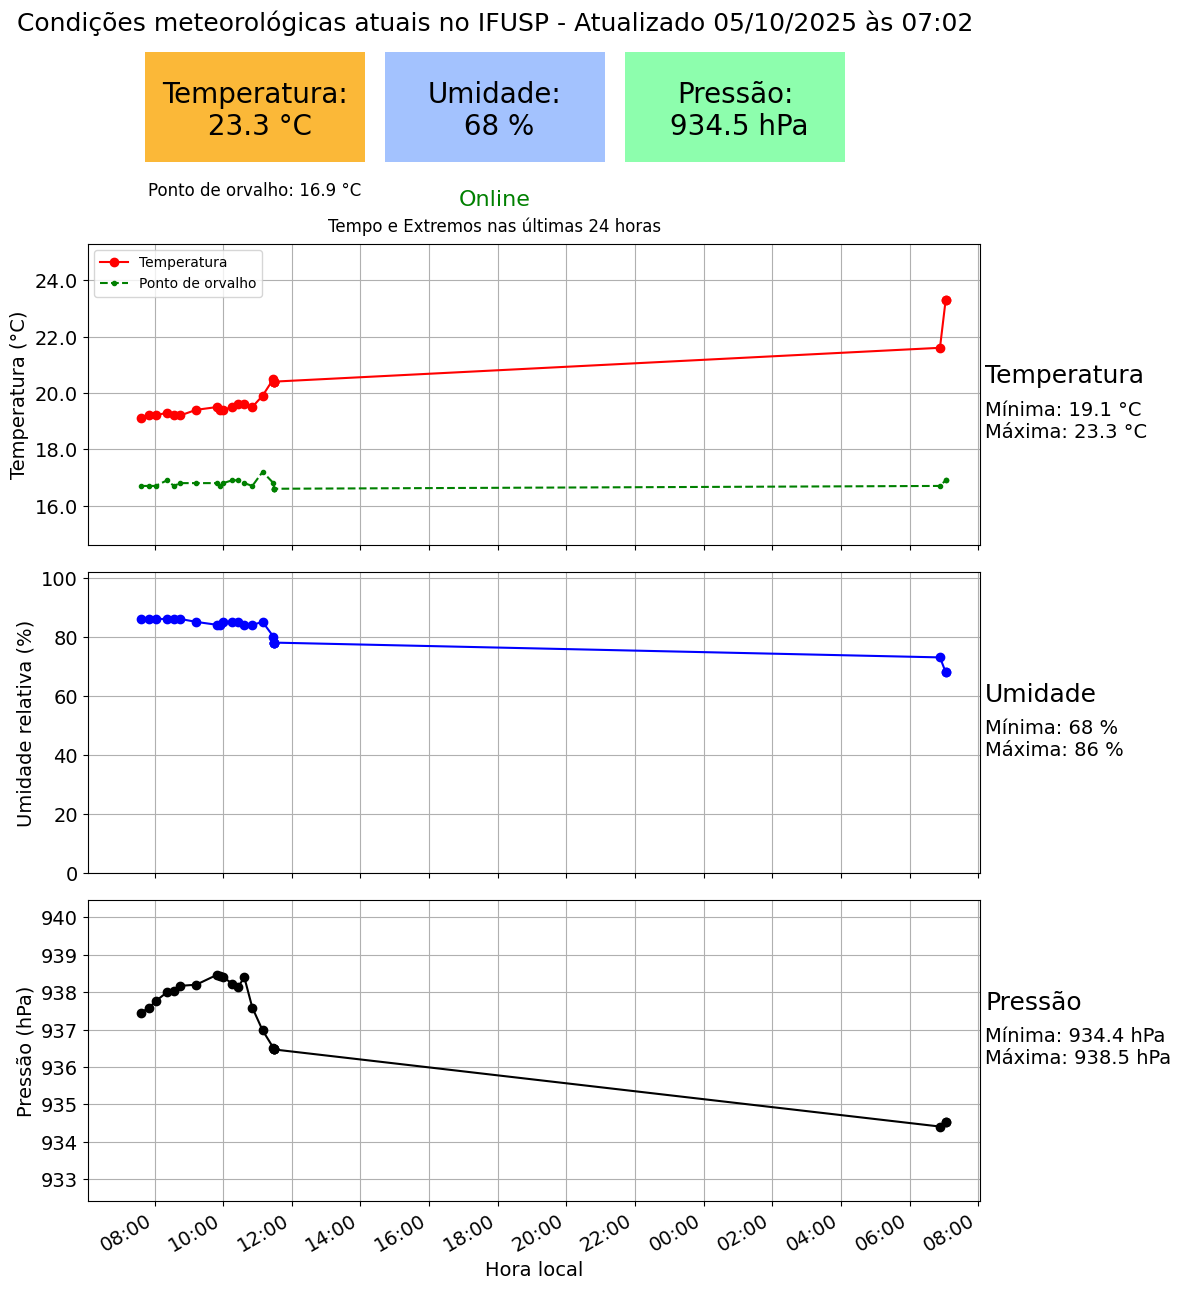 Condições meteorológicas atuais no IFUSP - Atualizado 05/10/2025 às 07:02
Temperatura:
23.3 °C
Umidade:
68 %
Pressão:
934.5 hPa
Ponto de orvalho: 16.9 °C
Online
Tempo e Extremos nas últimas 24 horas
Temperatura
Ponto de orvalho
Temperatura (°C)
24.0
22.0
20.0
18.0
16.0
Temperatura
Mínima: 19.1 °C
Máxima: 23.3 °C
Umidade relativa (%)
100
80
60
40
20
0
Umidade
Mínima: 68 %
Máxima: 86 %
Pressão (hPa)
940
939
938
937
936
935
934
933
Pressão
Mínima: 934.4 hPa
Máxima: 938.5 hPa
08:00 10:00 12:00 14:00 16:00 18:00 20:00 22:00 00:00 02:00 04:00 06:00 08:00
Hora local